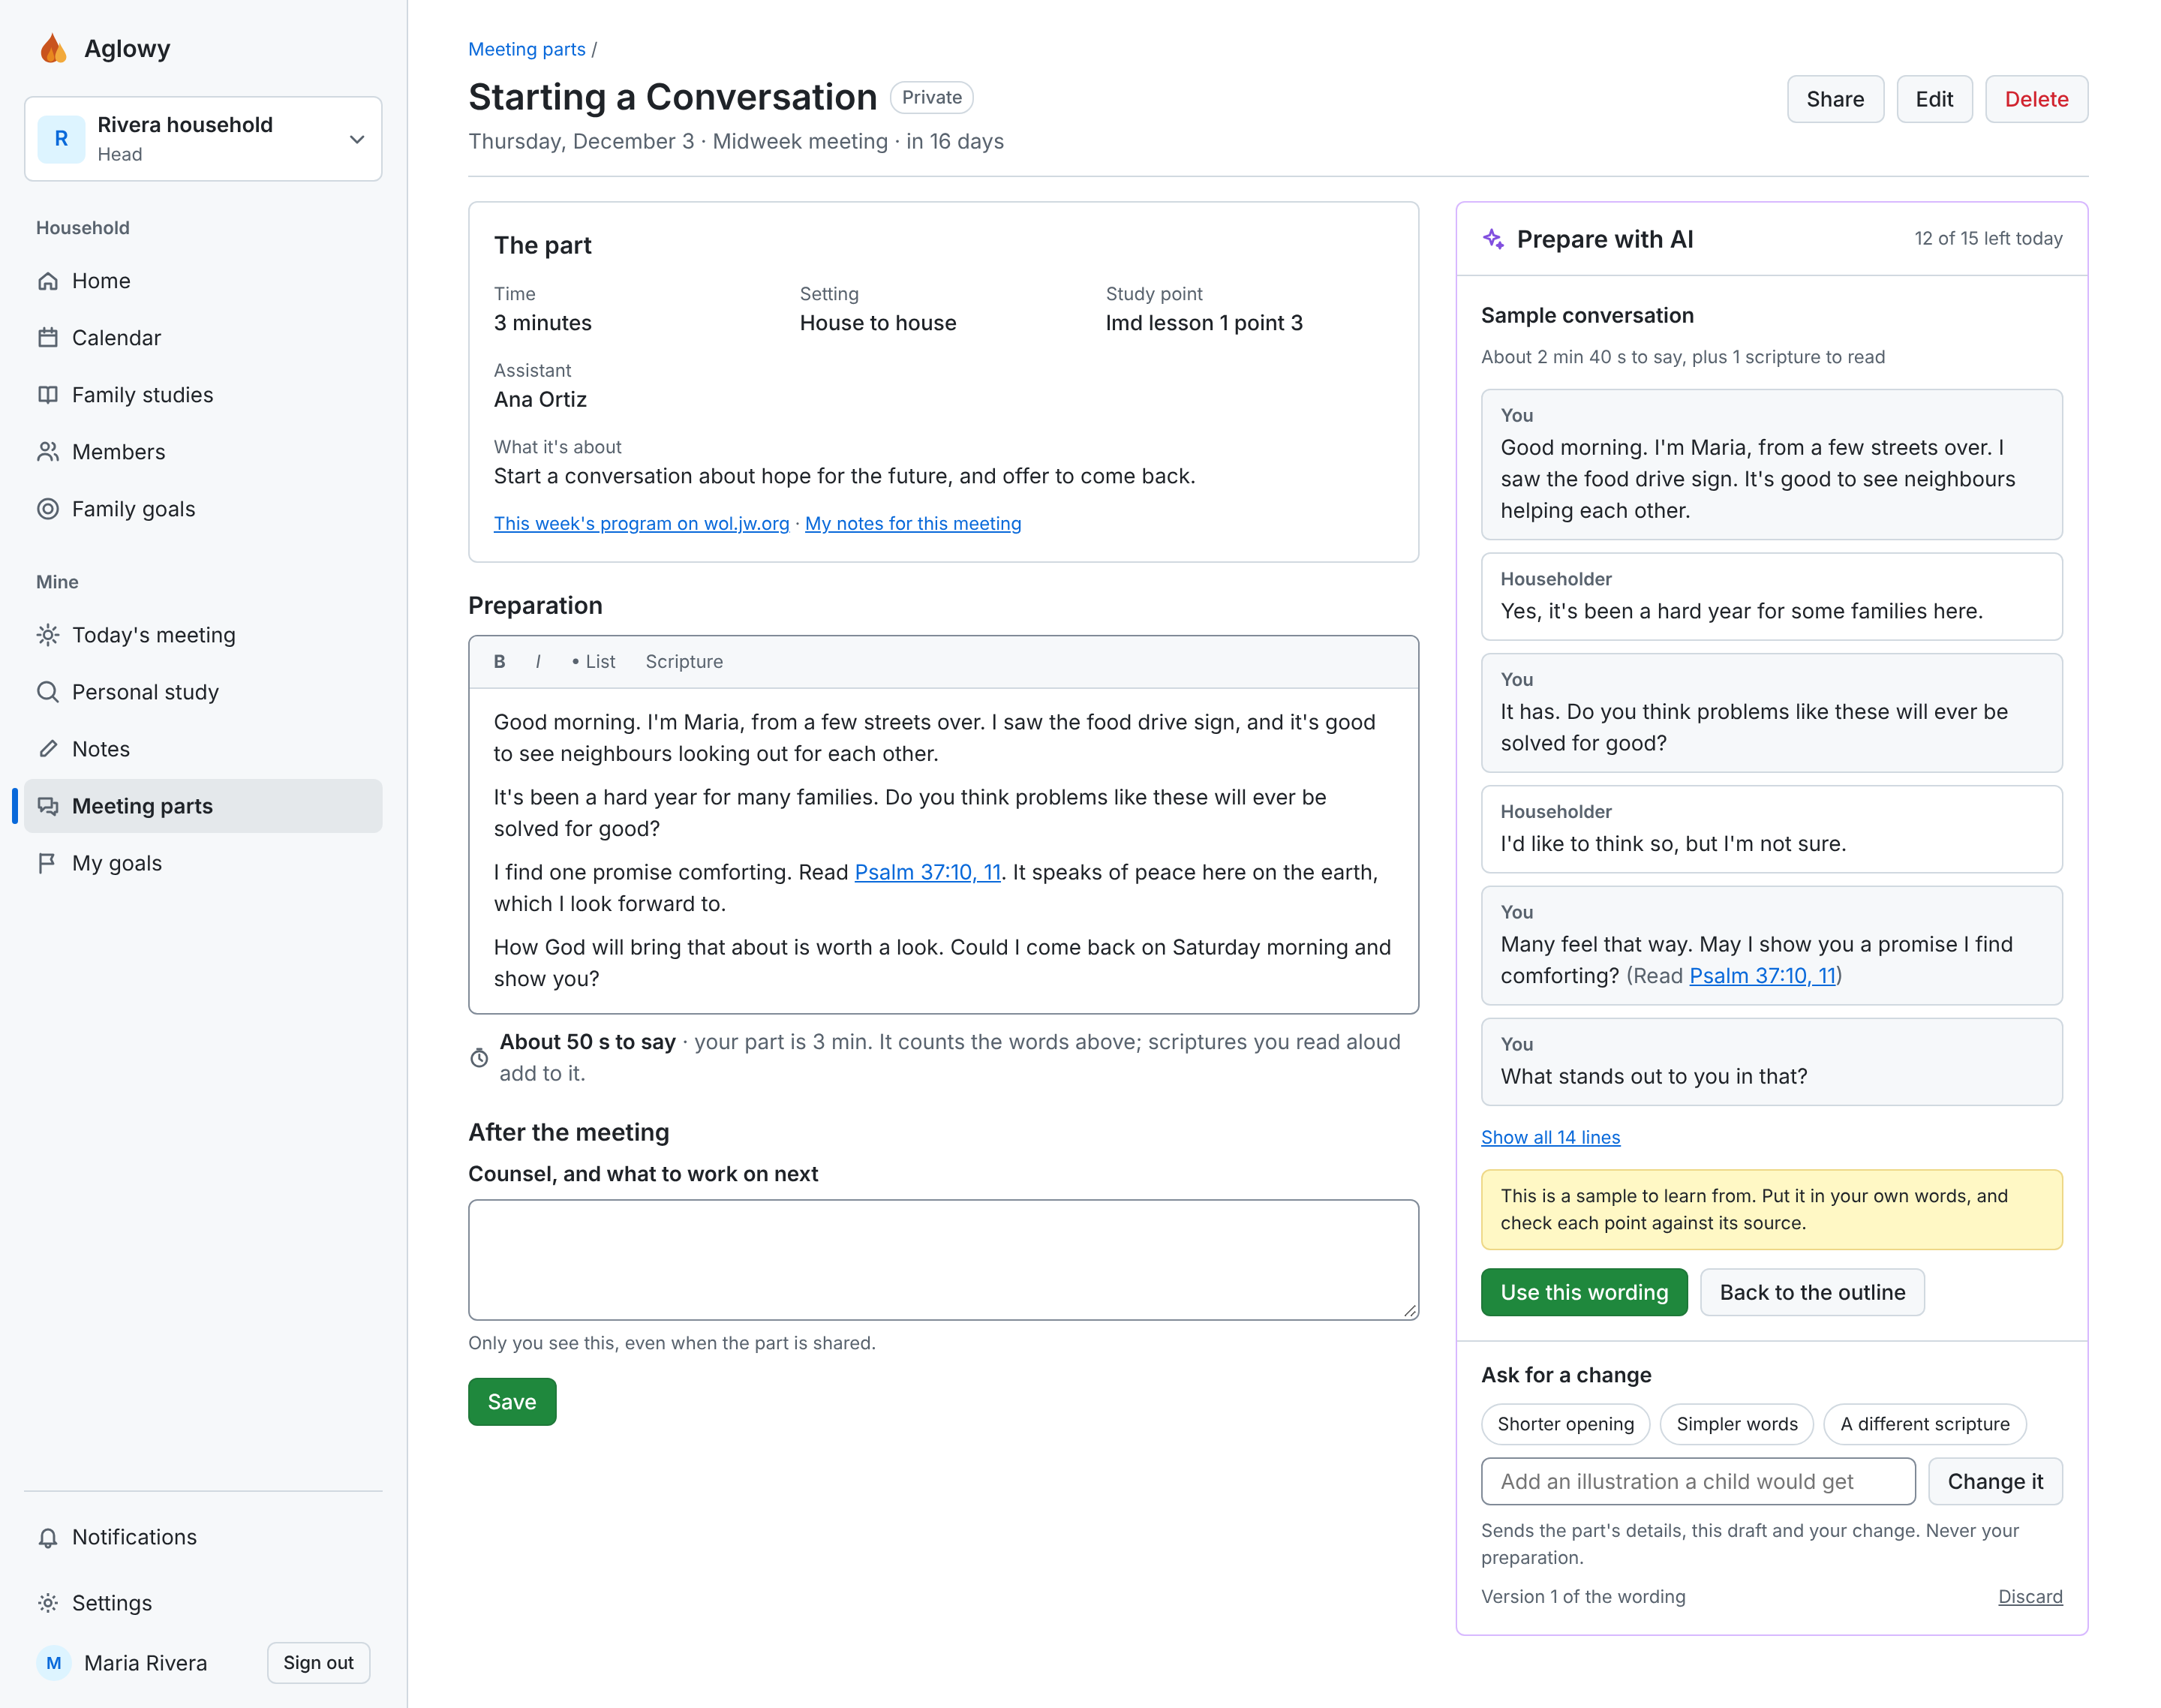 Aglowy
R
Rivera household
Head
Household
Home
Calendar
Family studies
Members
Family goals
Mine
Today's meeting
Personal study
Notes
Meeting parts
My goals
Notifications
Settings
M
Maria Rivera
Sign out
Meeting parts /
Starting a Conversation
Private
Thursday, December 3 · Midweek meeting · in 16 days
Share
Edit
Delete
The part
Time
3 minutes
Setting
House to house
Study point
lmd lesson 1 point 3
Assistant
Ana Ortiz
What it's about
Start a conversation about hope for the future, and offer to come back.
This week's program on wol.jw.org · My notes for this meeting
Preparation
B
I
• List
Scripture
Good morning. I'm Maria, from a few streets over. I saw the food drive sign, and it's good
to see neighbours looking out for each other.
It's been a hard year for many families. Do you think problems like these will ever be
solved for good?
I find one promise comforting. Read Psalm 37:10, 11. It speaks of peace here on the earth,
which I look forward to.
How God will bring that about is worth a look. Could I come back on Saturday morning and
show you?
About 50 s to say · your part is 3 min. It counts the words above; scriptures you read aloud
add to it.
After the meeting
Counsel, and what to work on next
Only you see this, even when the part is shared.
Save
Prepare with AI
12 of 15 left today
Sample conversation
About 2 min 40 s to say, plus 1 scripture to read
You
Good morning. I'm Maria, from a few streets over. I
saw the food drive sign. It's good to see neighbours
helping each other.
Householder
Yes, it's been a hard year for some families here.
You
It has. Do you think problems like these will ever be
solved for good?
Householder
I'd like to think so, but I'm not sure.
You
Many feel that way. May I show you a promise I find
comforting? (Read Psalm 37:10, 11)
You
What stands out to you in that?
Show all 14 lines
This is a sample to learn from. Put it in your own words, and
check each point against its source.
Use this wording
Back to the outline
Ask for a change
Shorter opening
Simpler words
A different scripture
Add an illustration a child would get
Change it
Sends the part's details, this draft and your change. Never your
preparation.
Version 1 of the wording
Discard